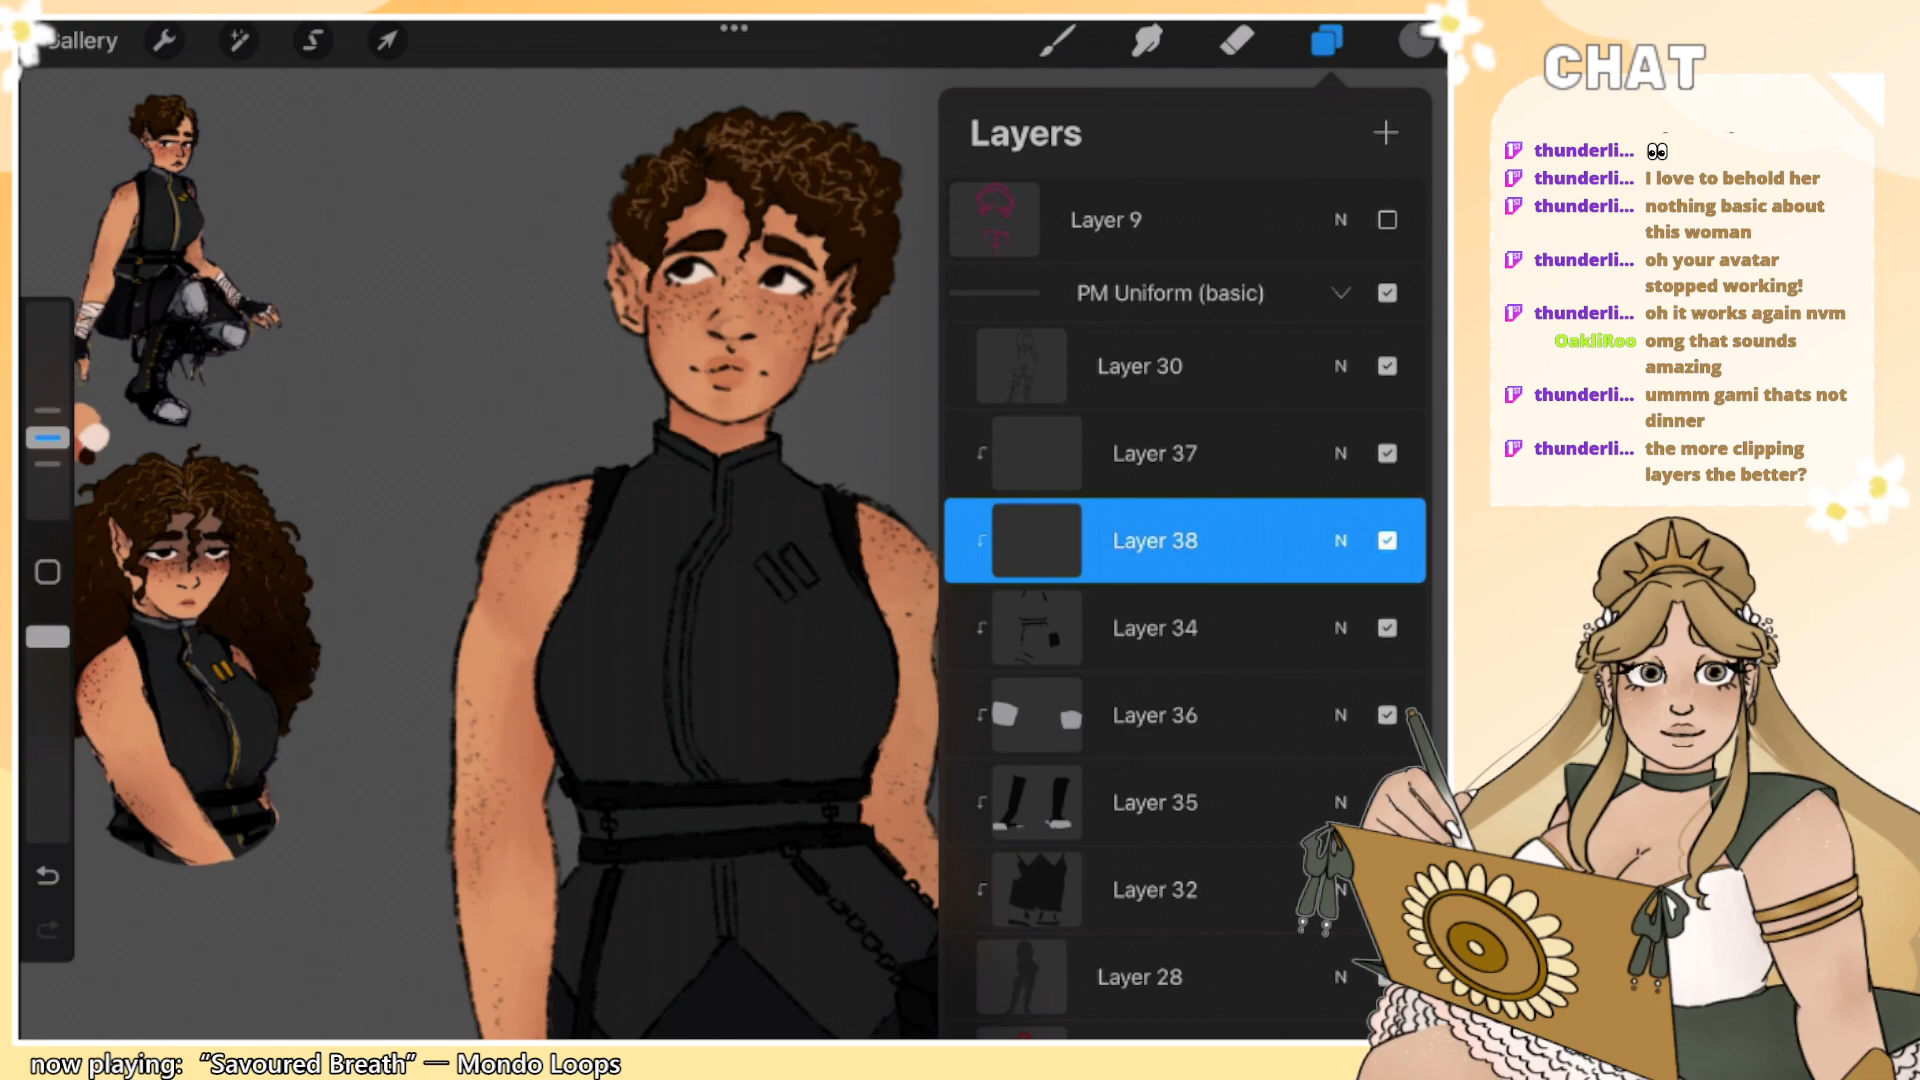 Gallery
Layers
Layer 9 N
PM Uniform (basic)
Layer 30 N
Layer 37 N
Layer 38 N
Layer 34 N
Layer 36 N
Layer 35 N
Layer 32 N
Layer 28 N
CHAT
thunderli...
thunderli... I love to behold her
thunderli... nothing basic about
this woman
thunderli... oh your avatar
stopped working!
thunderli... oh it works again nvm
OakliRoo omg that sounds
amazing
thunderli... ummm gami thats not
dinner
thunderli... the more clipping
layers the better?
now playing: “Savoured Breath” — Mondo Loops